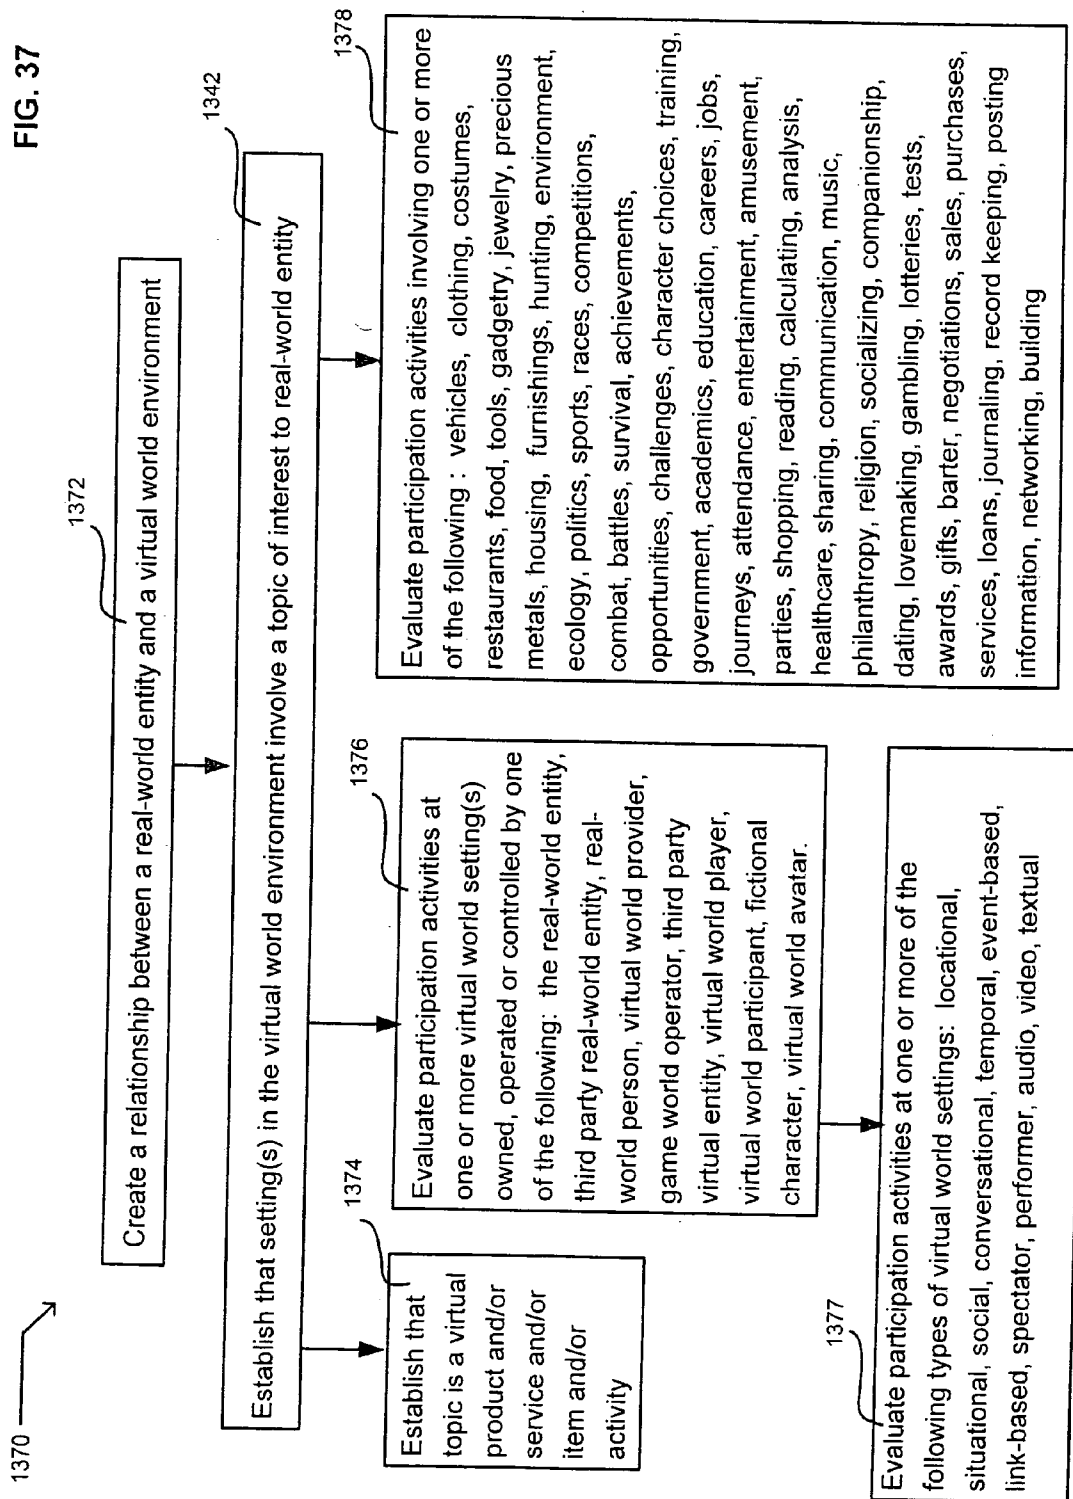 FIG. 37
1370
1372
Create a relationship between a real-world entity and a virtual world environment
1342
Establish that setting(s) in the virtual world environment involve a topic of interest to real-world entity
1374
Establish that
topic is a virtual
product and/or
service and/or
item and/or
activity
1376
Evaluate participation activities at
one or more virtual world setting(s)
owned, operated or controlled by one
of the following: the real-world entity,
third party real-world entity, real-
world person, virtual world provider,
game world operator, third party
virtual entity, virtual world player,
virtual world participant, fictional
character, virtual world avatar.
1378
Evaluate participation activities involving one or more
of the following : vehicles, clothing, costumes,
restaurants, food, tools, gadgetry, jewelry, precious
metals, housing, furnishings, hunting, environment,
ecology, politics, sports, races, competitions,
combat, battles, survival, achievements,
opportunities, challenges, character choices, training,
government, academics, education, careers, jobs,
journeys, attendance, entertainment, amusement,
parties, shopping, reading, calculating, analysis,
healthcare, sharing, communication, music,
philanthropy, religion, socializing, companionship,
dating, lovemaking, gambling, lotteries, tests,
awards, gifts, barter, negotiations, sales, purchases,
services, loans, journaling, record keeping, posting
information, networking, building
1377
Evaluate participation activities at one or more of the
following types of virtual world settings: locational,
situational, social, conversational, temporal, event-based,
link-based, spectator, performer, audio, video, textual